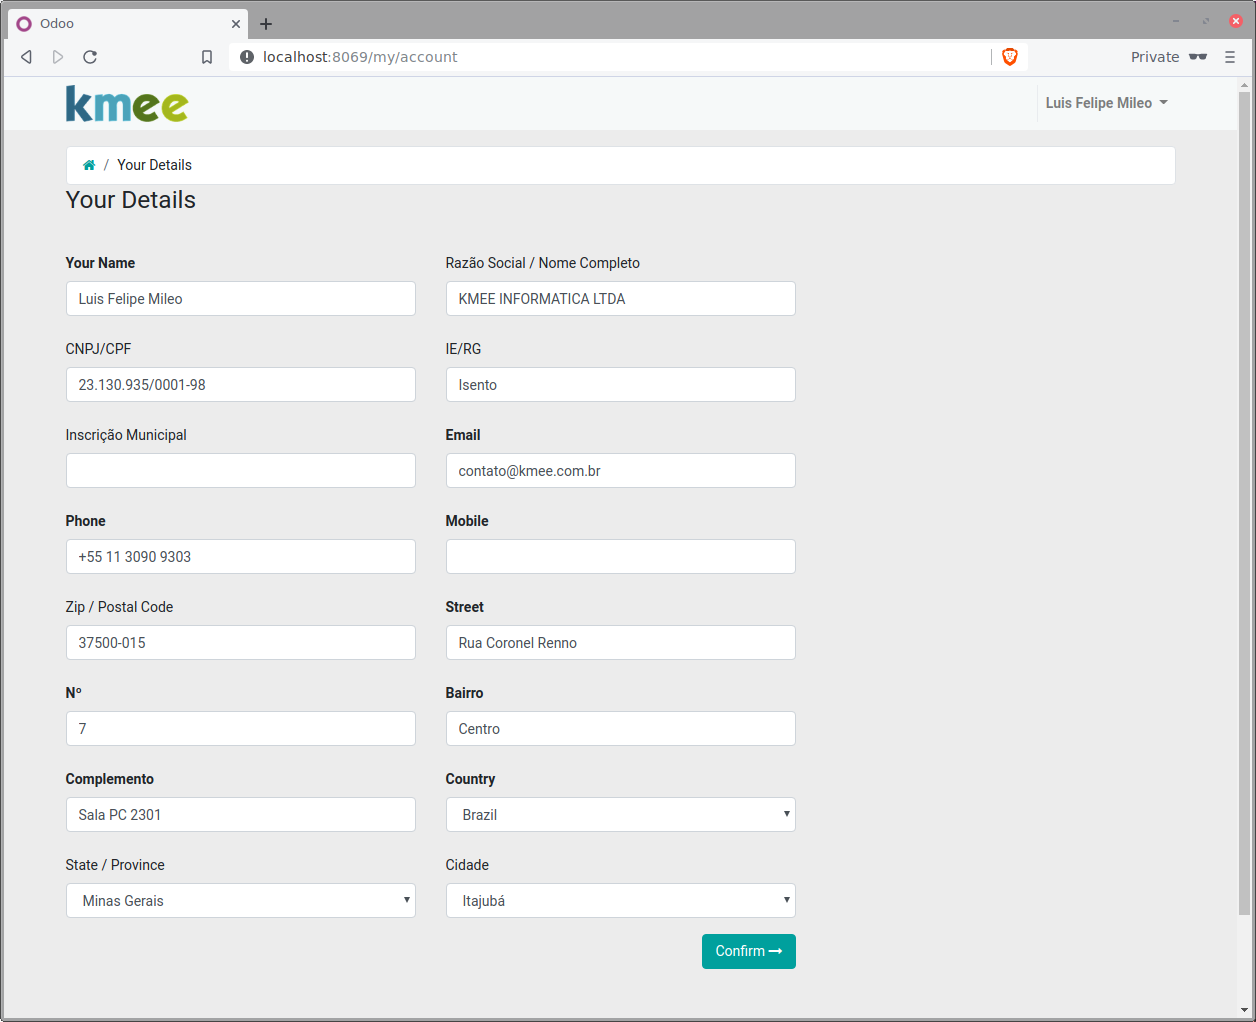 Odoo
localhost:8069/my/account
Private
kmee
Luis Felipe Mileo
/ Your Details
Your Details
Your Name
Razão Social / Nome Completo
Luis Felipe Mileo
KMEE INFORMATICA LTDA
CNPJ/CPF
IE/RG
23.130.935/0001-98
Isento
Inscrição Municipal
Email
contato@kmee.com.br
Phone
Mobile
+55 11 3090 9303
Zip / Postal Code
Street
37500-015
Rua Coronel Renno
Nº
Bairro
7
Centro
Complemento
Country
Sala PC 2301
Brazil
State / Province
Cidade
Minas Gerais
Itajubá
Confirm